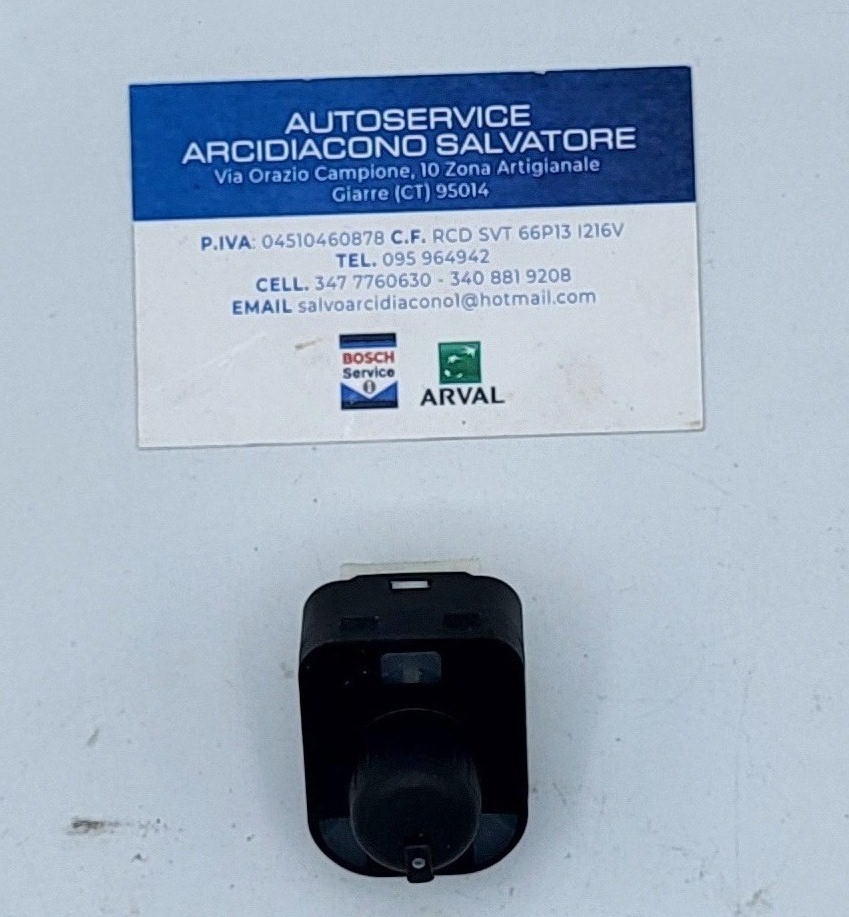 AUTOSERVICE
ARCIDIACONO SALVATORE
Via Orazio Campione, 10 Zona Artigianale
Giarre (CT) 95014
P.IVA: 04510460878 C.F. RCD SVT 66P13 I216V
TEL. 095 964942
CELL. 347 7760630 - 340 881 9208
EMAIL salvoarcidiacono1@hotmail.com
BOSCH
Service
ARVAL